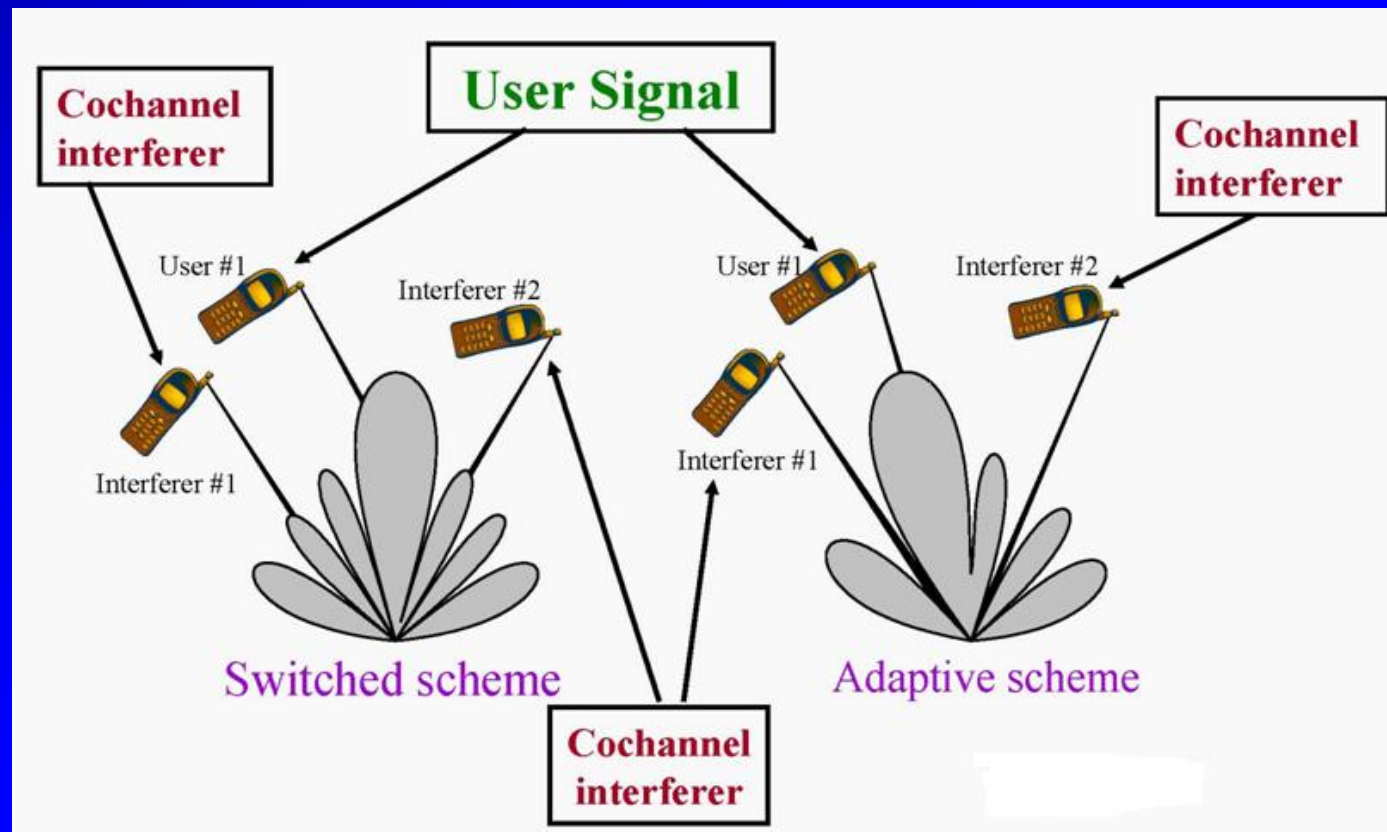 User Signal
Cochannel
interferer
Cochannel
interferer
User #1
Interferer #2
Interferer #1
User #1
Interferer #2
Interferer #1
Switched scheme
Adaptive scheme
Cochannel
interferer